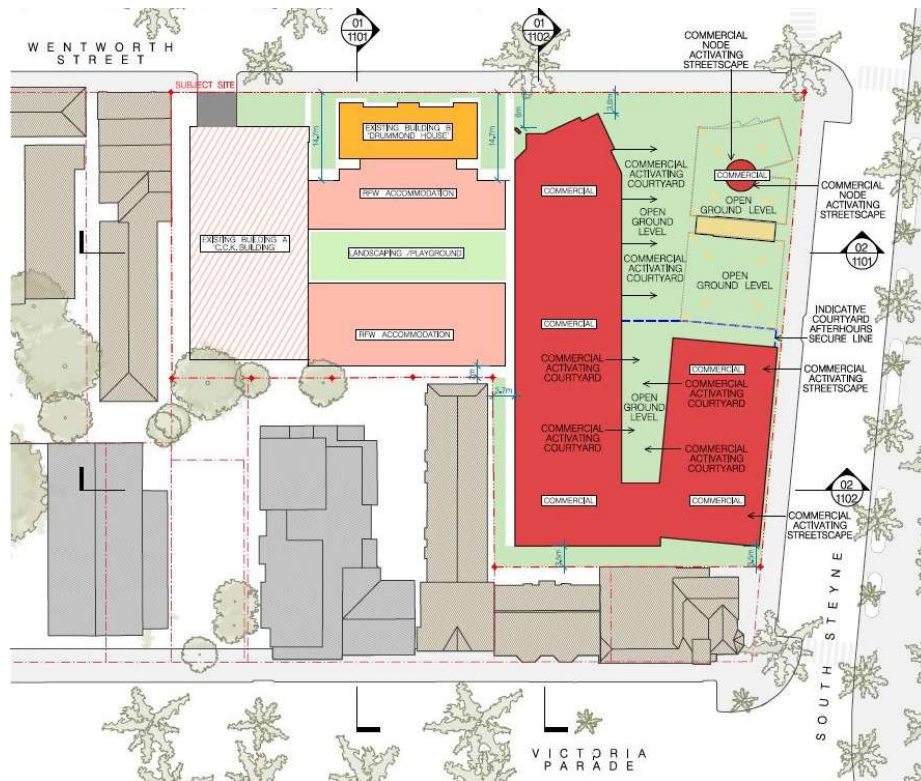 WENTWORTH
STREET
SUBJECT SITE
01
1101
01
1102
COMMERCIAL
NODE
ACTIVATING
STREETSCAPE
14.7m
EXISTING BUILDING B
'DRUMMOND HOUSE'
14.7m
6m
3.6m
RFW ACCOMMODATION
COMMERCIAL
COMMERCIAL
ACTIVATING
COURTYARD
COMMERCIAL
COMMERCIAL
NODE
ACTIVATING
STREETSCAPE
OPEN
GROUND LEVEL
OPEN
GROUND LEVEL
EXISTING BUILDING A
'C.C.K. BUILDING'
LANDSCAPING / PLAYGROUND
COMMERCIAL
ACTIVATING
COURTYARD
OPEN
GROUND LEVEL
02
1101
INDICATIVE
COURTYARD
AFTERHOURS
SECURE LINE
RFW ACCOMMODATION
COMMERCIAL
COMMERCIAL
ACTIVATING
COURTYARD
COMMERCIAL
COMMERCIAL
ACTIVATING
COURTYARD
COMMERCIAL
ACTIVATING
STREETSCAPE
OPEN
GROUND
LEVEL
COMMERCIAL
ACTIVATING
COURTYARD
COMMERCIAL
ACTIVATING
COURTYARD
02
1102
COMMERCIAL
COMMERCIAL
COMMERCIAL
ACTIVATING
STREETSCAPE
SOUTH STEYNE
VICTORIA
PARADE